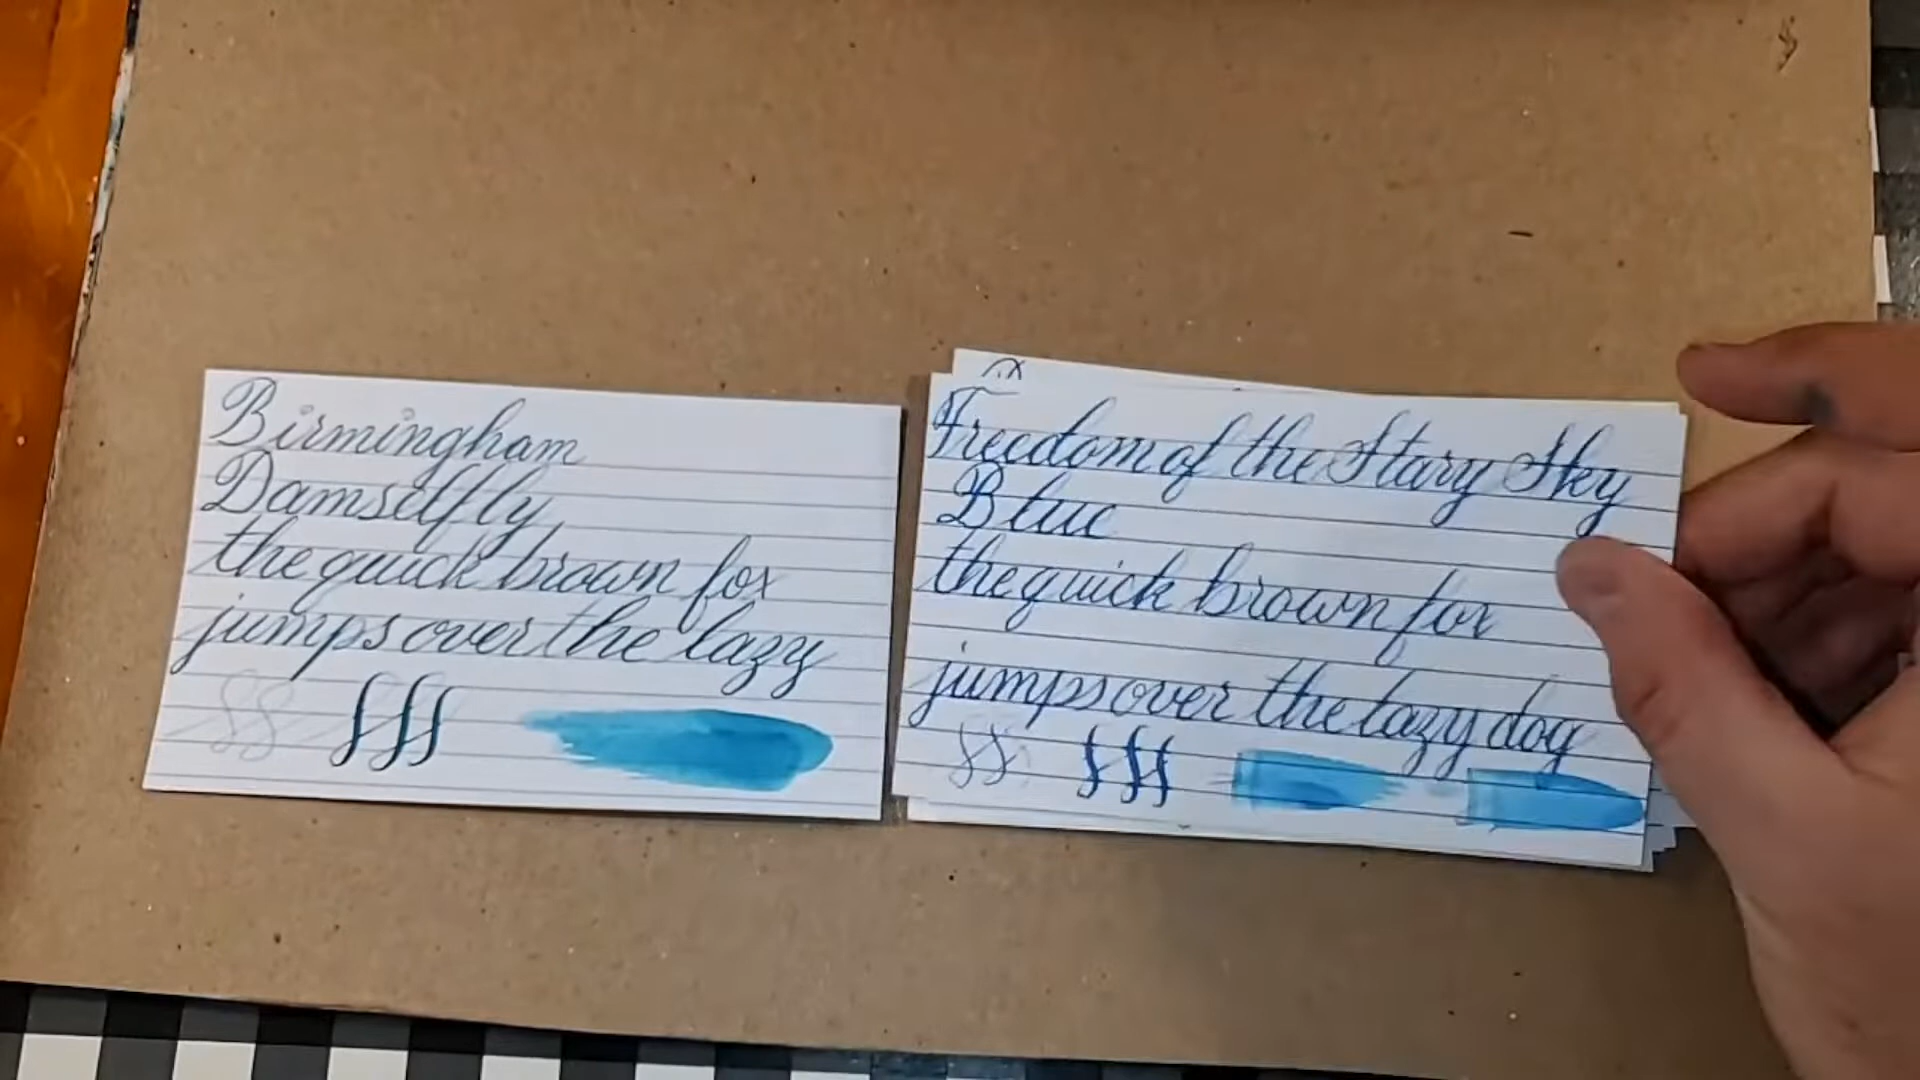 Birmingham
Damselfly
the quick brown fox
jumps over the lazy
Freedom of the Stary Sky
Blue
the quick brown fox
jumps over the lazy dog